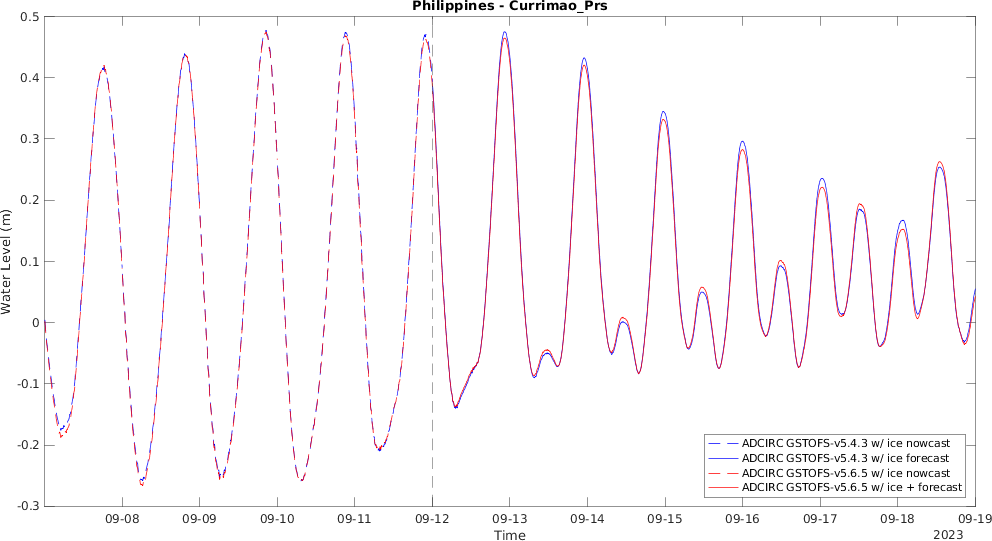 Philippines - Currimao_Prs
0.5
0.4
0.3
0.2
0.1
0
-0.1
-0.2
-0.3
Water Level (m)
ADCIRC GSTOFS-v5.4.3 w/ ice nowcast
ADCIRC GSTOFS-v5.4.3 w/ ice forecast
ADCIRC GSTOFS-v5.6.5 w/ ice nowcast
ADCIRC GSTOFS-v5.6.5 w/ ice + forecast
09-08 09-09 09-10 09-11 09-12 09-13 09-14 09-15 09-16 09-17 09-18 09-19
Time
2023